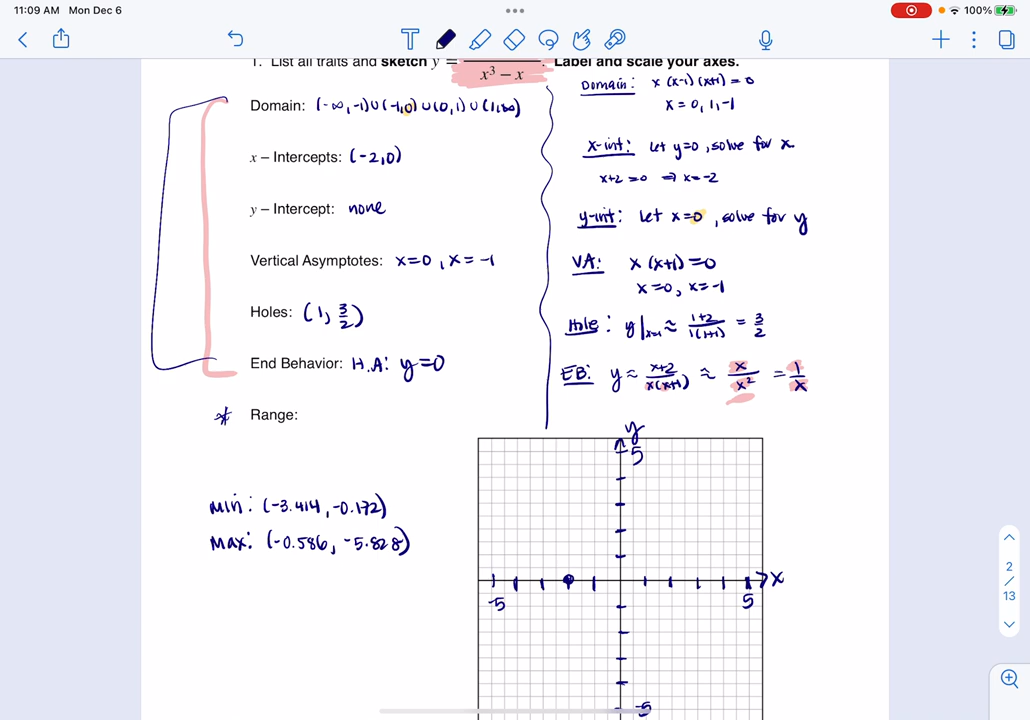 11:09 AM Mon Dec 6
100%
1. List all traits and sketch y = . Label and scale your axes.
x³ − x
Domain: (-∞, -1) ∪ (-1, 0) ∪ (0, 1) ∪ (1, ∞)
x – Intercepts: (-2, 0)
y – Intercept: none
Vertical Asymptotes: x=0, x=-1
Holes: (1, 3/2)
End Behavior: H.A: y=0
* Range:
min: (-3.414, -0.172)
max: (-0.586, -5.828)
Domain: x(x-1)(x+1)=0
x=0, 1, -1
x-int: let y=0, solve for x
x+2=0 ⇒ x=-2
y-int: Let x=0, solve for y
VA: x(x+1)=0
x=0, x=-1
Hole: y|x=1 ≈ 1+2/1(1+1) = 3/2
EB: y ≈ x+2/x(x+1) ≈ x/x² = 1/x
y
5
x
-5
5
-5
2
/
13